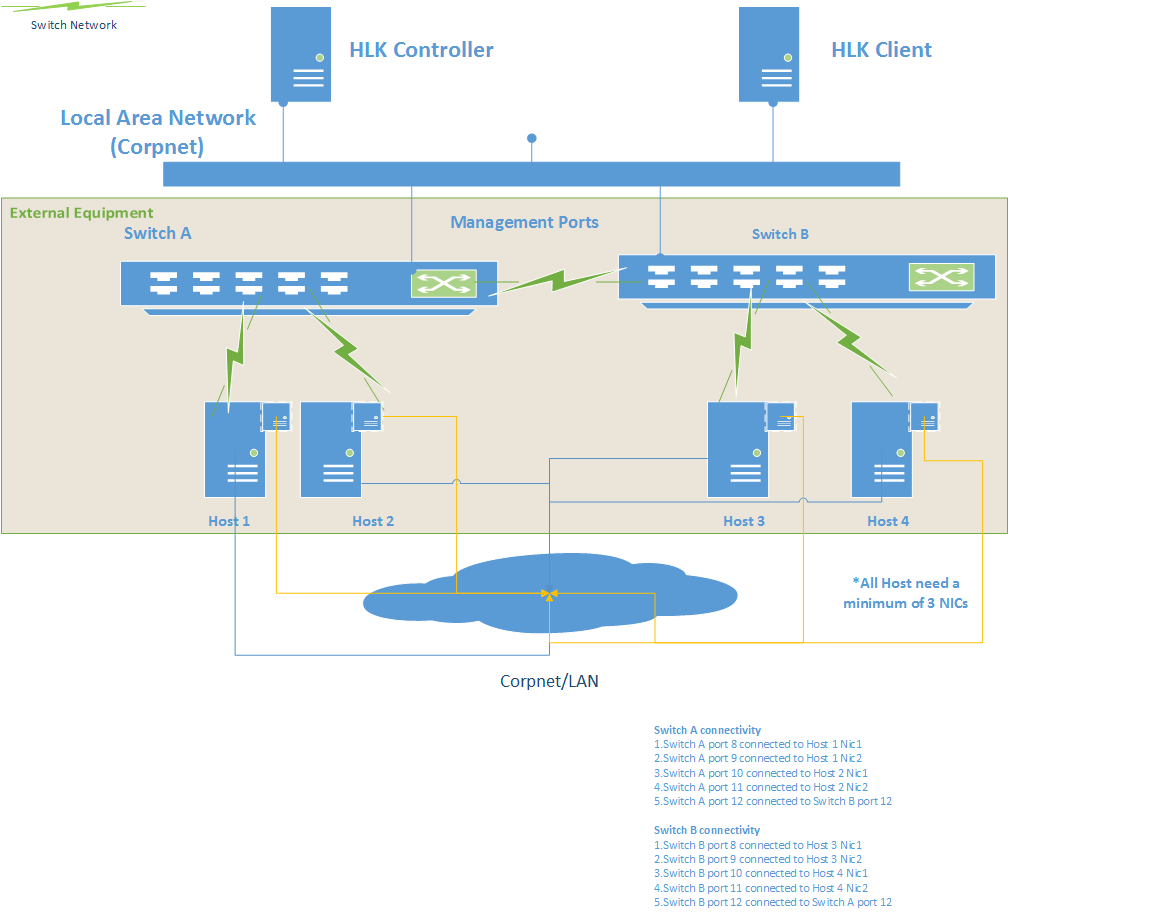 Switch Network
HLK Controller
HLK Client
Local Area Network
(Corpnet)
External Equipment
Management Ports
Switch A
Switch B
Host 1
Host 2
Host 3
Host 4
*All Host need a
minimum of 3 NICs
Corpnet/LAN
Switch A connectivity
1.Switch A port 8 connected to Host 1 Nic1
2.Switch A port 9 connected to Host 1 Nic2
3.Switch A port 10 connected to Host 2 Nic1
4.Switch A port 11 connected to Host 2 Nic2
5.Switch A port 12 connected to Switch B port 12
Switch B connectivity
1.Switch B port 8 connected to Host 3 Nic1
2.Switch B port 9 connected to Host 3 Nic2
3.Switch B port 10 connected to Host 4 Nic1
4.Switch B port 11 connected to Host 4 Nic2
5.Switch B port 12 connected to Switch A port 12